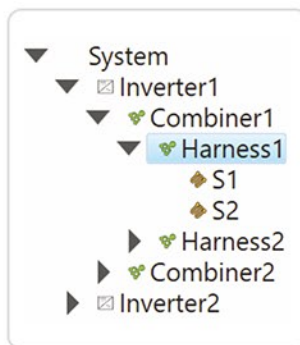 System
Inverter1
Combiner1
Harness1
S1
S2
Harness2
Combiner2
Inverter2